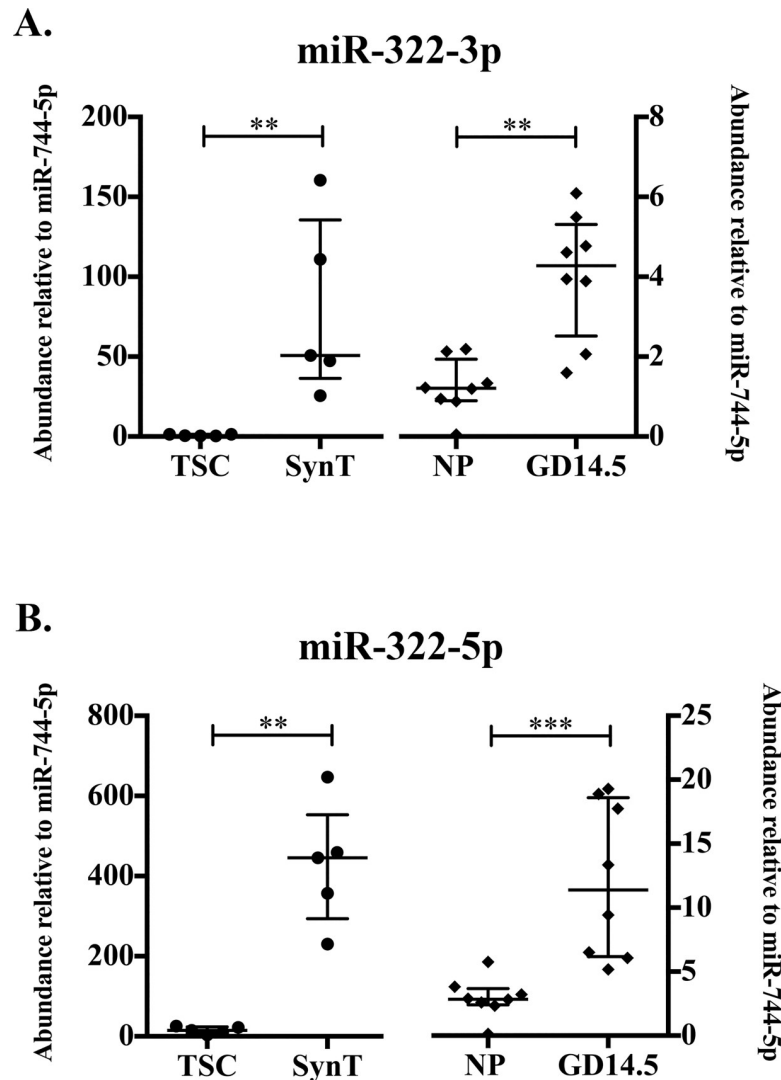 A.
miR-322-3p
Abundance relative to miR-744-5p
200
150
100
50
0
**
TSC
SynT
**
NP
GD14.5
8
6
4
2
0
Abundance relative to miR-744-5p
B.
miR-322-5p
Abundance relative to miR-744-5p
800
600
400
200
0
**
TSC
SynT
***
NP
GD14.5
25
20
15
10
5
0
Abundance relative to miR-744-5p